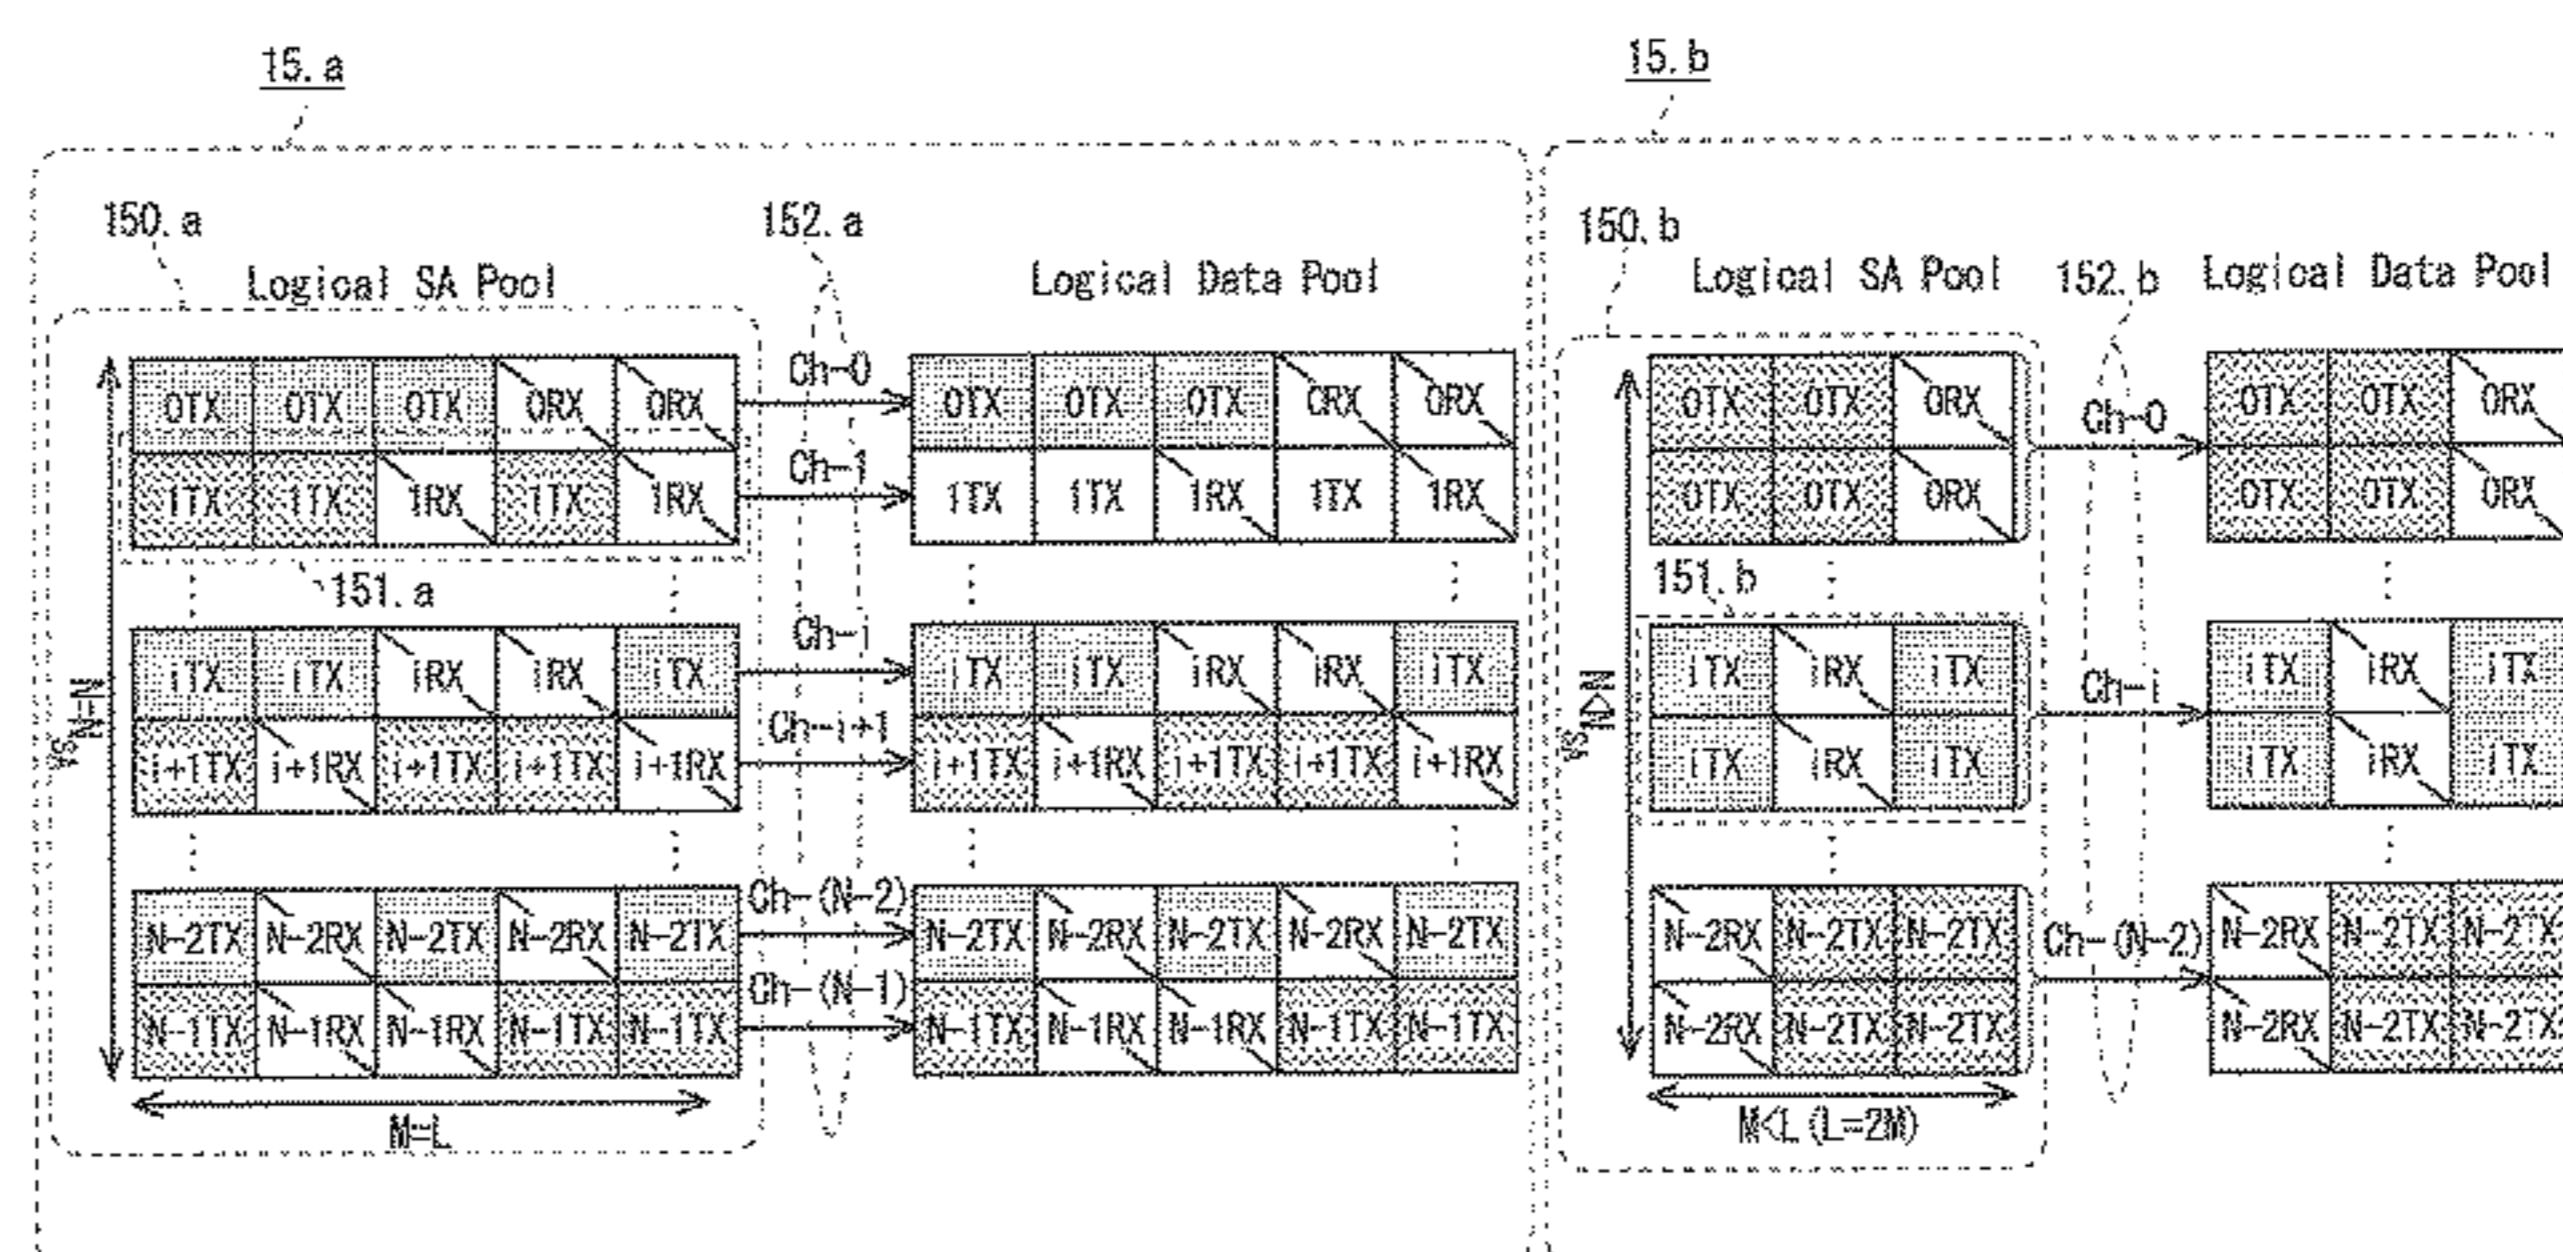 15.a
15.b
150.a
152.a
150.b
Logical SA Pool
Logical Data Pool
Logical SA Pool
152.b
Logical Data Pool
0TX 0TX 0TX 0RX 0RX
Ch-0
0TX 0TX 0TX 0RX 0RX
0TX 0TX 0RX
Ch-0
0TX 0TX 0RX
1TX 1TX 1RX 1TX 1RX
Ch-1
1TX 1TX 1RX 1TX 1RX
0TX 0TX 0RX
0TX 0TX 0RX
151.a
151.b
iTX iTX iRX iRX iTX
Ch-i
iTX iTX iRX iRX iTX
iTX iRX iTX
Ch-i
iTX iRX iTX
i+1TX i+1RX i+1TX i+1TX i+1RX
Ch-i+1
i+1TX i+1RX i+1TX i+1TX i+1RX
iTX iRX iTX
iTX iRX iTX
N-2TX N-2RX N-2TX N-2RX N-2TX
Ch-(N-2)
N-2TX N-2RX N-2TX N-2RX N-2TX
N-2RX N-2TX N-2TX
Ch-(N-2)
N-2RX N-2TX N-2TX
N-1TX N-1RX N-1RX N-1TX N-1TX
Ch-(N-1)
N-1TX N-1RX N-1RX N-1TX N-1TX
N-2RX N-2TX N-2TX
N-2RX N-2TX N-2TX
M=L
M<L(L=2M)